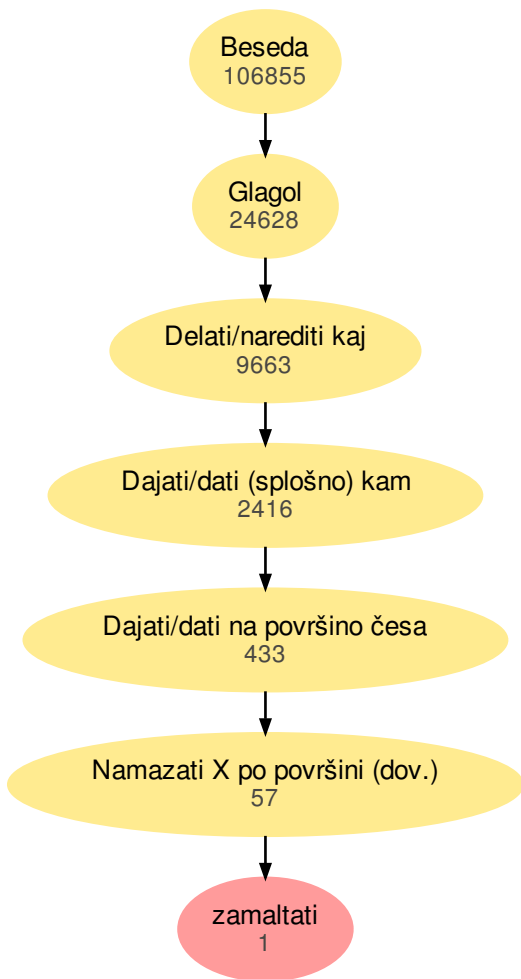 Beseda
106855
Glagol
24628
Delati/narediti kaj
9663
Dajati/dati (splošno) kam
2416
Dajati/dati na površino česa
433
Namazati X po površini (dov.)
57
zamaltati
1